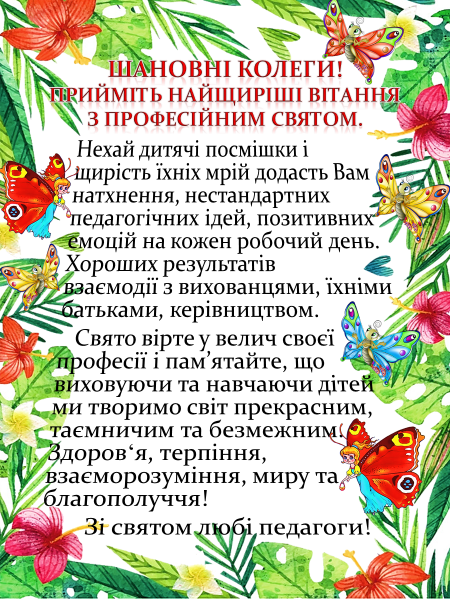 ШАНОВНІ КОЛЕГИ!
ПРИЙМІТЬ НАЙЩИРІШІ ВІТАННЯ
З ПРОФЕСІЙНИМ СВЯТОМ.
Нехай дитячі посмішки і
щирість їхніх мрій додасть Вам
натхнення, нестандартних
педагогічних ідей, позитивних
емоцій на кожен робочий день.
Хороших результатів
взаємодії з вихованцями, їхніми
батьками, керівництвом.
Свято вірте у велич своєї
професії і пам'ятайте, що
виховуючи та навчаючи дітей
ми творимо світ прекрасним,
таємничим та безмежним.
Здоров‘я, терпіння,
взаєморозуміння, миру та
благополуччя!
Зі святом любі педагоги!